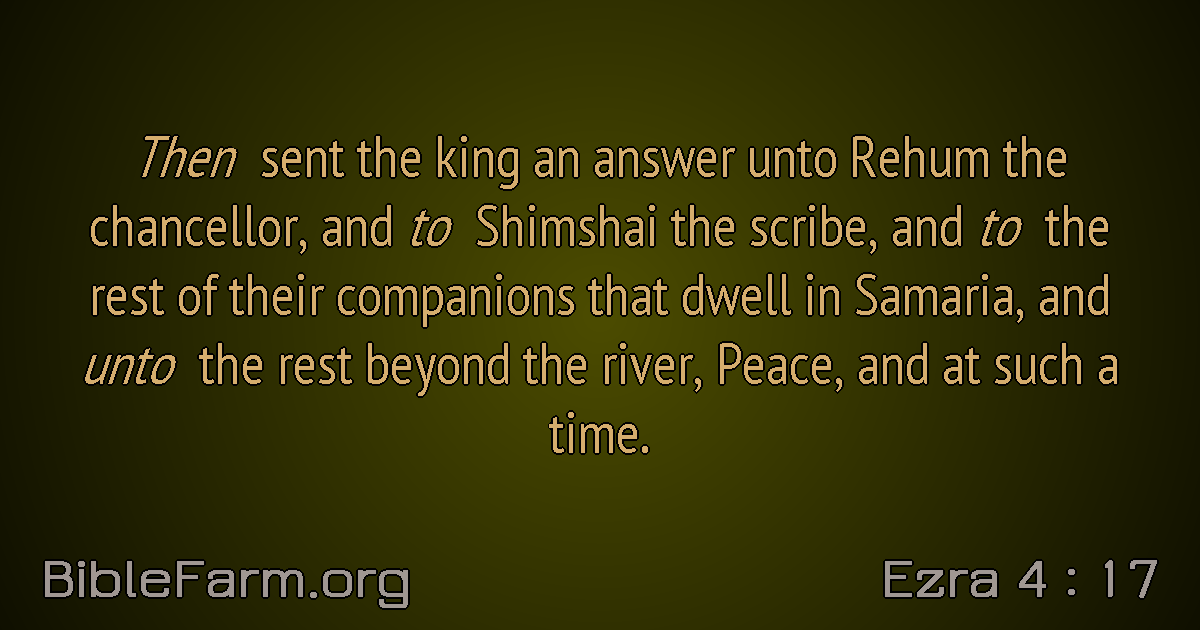 Then sent the king an answer unto Rehum the
chancellor, and to Shimshai the scribe, and to the
rest of their companions that dwell in Samaria, and
unto the rest beyond the river, Peace, and at such a
time.
BibleFarm.org
Ezra 4 : 17